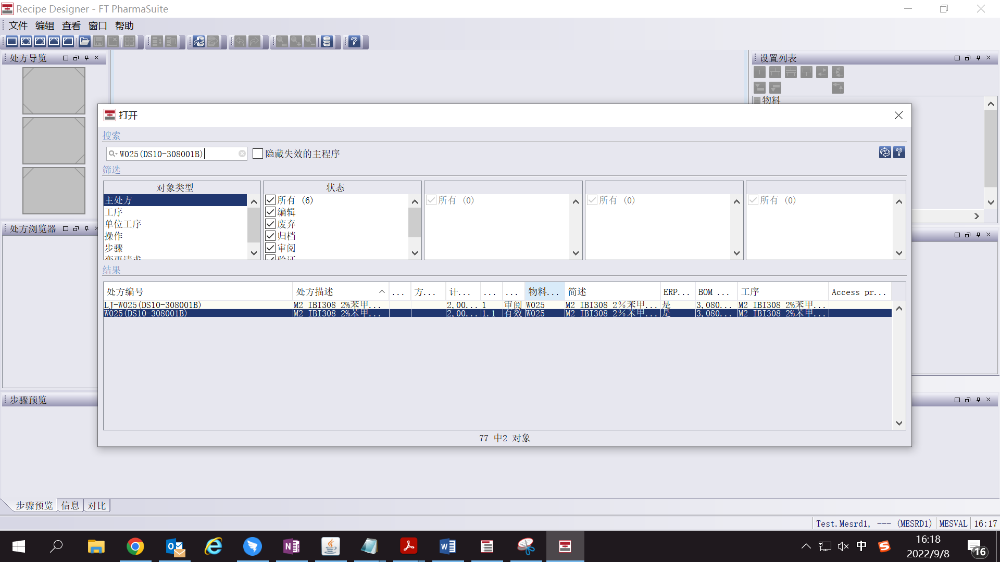 Recipe Designer - FT PharmaSuite
文件 编辑 查看 窗口 帮助
处方导览
设置列表
物料
打开
搜索
W025(DS10-308001B)
隐藏失效的主程序
筛选
对象类型
主处方
工序
单位工序
操作
步骤
变更请求
状态
所有 (6)
编辑
废弃
归档
审阅
验证
所有 (0)
所有 (0)
所有 (0)
结果
处方编号 处方描述 ... 方... 计... ... ... 物料... 简述 ERP... BOM ... 工序 Access pr...
LJ-W025(DS10-308001B) M2 IBI308 2%苯甲... 2,00... 1 审阅 W025 M2 IBI308 2%苯甲... 是 3,080... M2 IBI308 2%苯甲...
W025(DS10-308001B) M2 IBI308 2%苯甲... 2,00... 1.1 有效 W025 M2 IBI308 2%苯甲... 是 3,080... M2 IBI308 2%苯甲...
77 中2 对象
处方浏览器
步骤预览
步骤预览 信息 对比
Test.Mesrd1, --- (MESRD1) MESVAL 16:17
中
16:18
2022/9/8
16